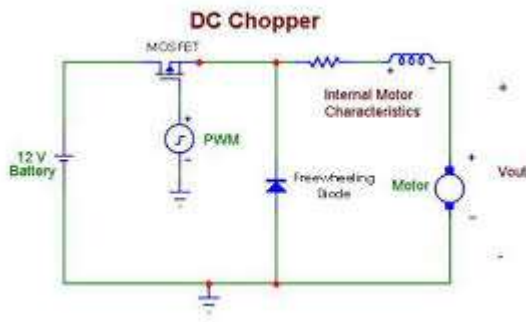 DC Chopper
MOSFET
+
-
Internal Motor
Characteristics
+
+
-
PWM
-
12 V
Battery
Freewheeling
Diode
Motor
+
-
Vout
-